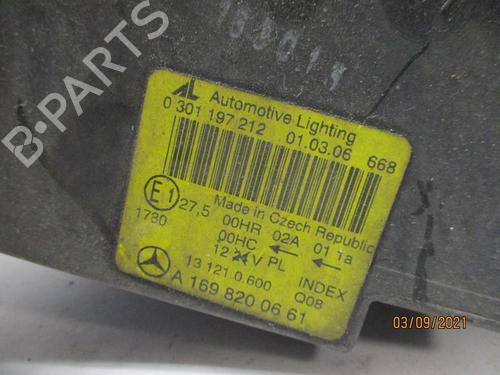 AL Automotive Lighting
0 301 197 212 01.03.06 668
Made in Czech Republic
E1 27,5 00HR 02A 01 1a
1780 00HC
12 V PL
13 121.0.600 INDEX
A 169 820 06 61 Q08
B-PARTS
03/09/2021